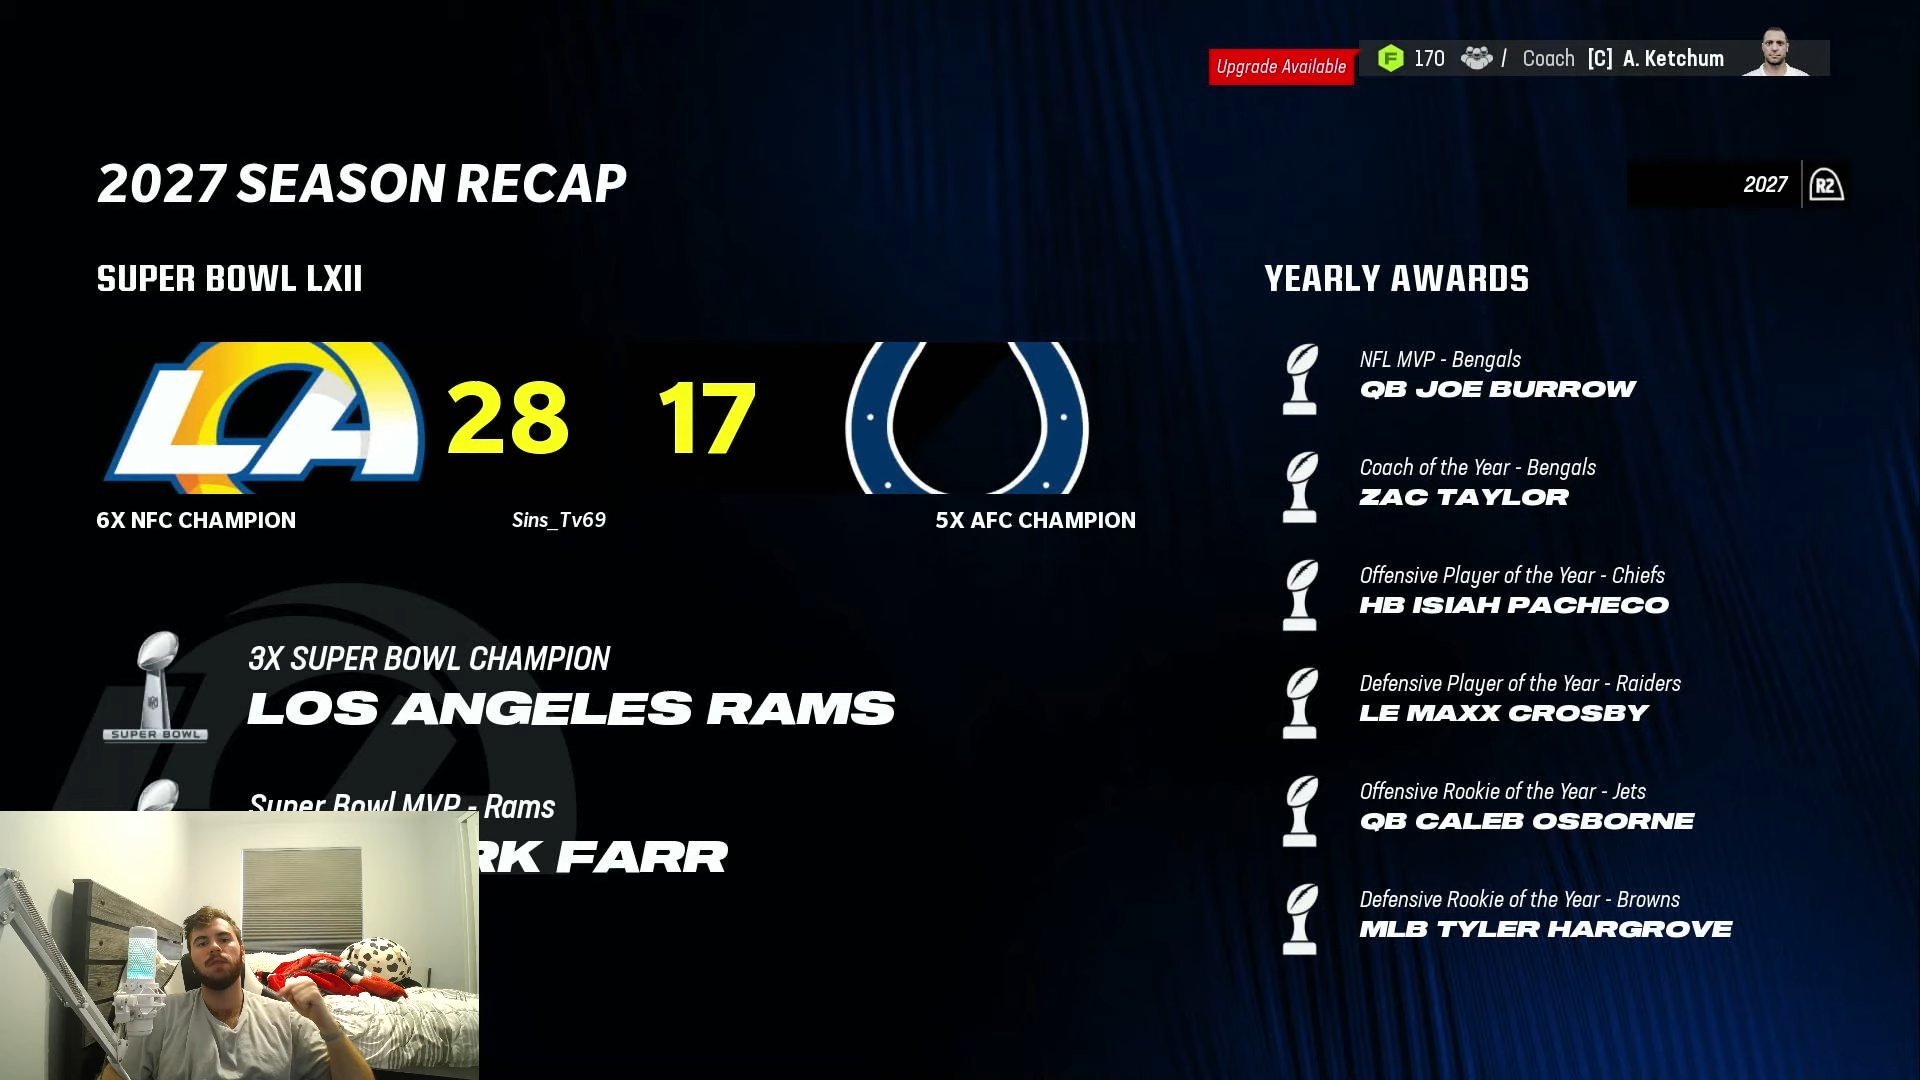 Upgrade Available
170 / Coach [C] A. Ketchum
2027 SEASON RECAP
2027 R2
SUPER BOWL LXII
LA 28 17
6X NFC CHAMPION Sins_Tv69 5X AFC CHAMPION
3X SUPER BOWL CHAMPION
LOS ANGELES RAMS
SUPER BOWL
Super Bowl MVP - Rams
RK FARR
YEARLY AWARDS
NFL MVP - Bengals
QB JOE BURROW
Coach of the Year - Bengals
ZAC TAYLOR
Offensive Player of the Year - Chiefs
HB ISIAH PACHECO
Defensive Player of the Year - Raiders
LE MAXX CROSBY
Offensive Rookie of the Year - Jets
QB CALEB OSBORNE
Defensive Rookie of the Year - Browns
MLB TYLER HARGROVE